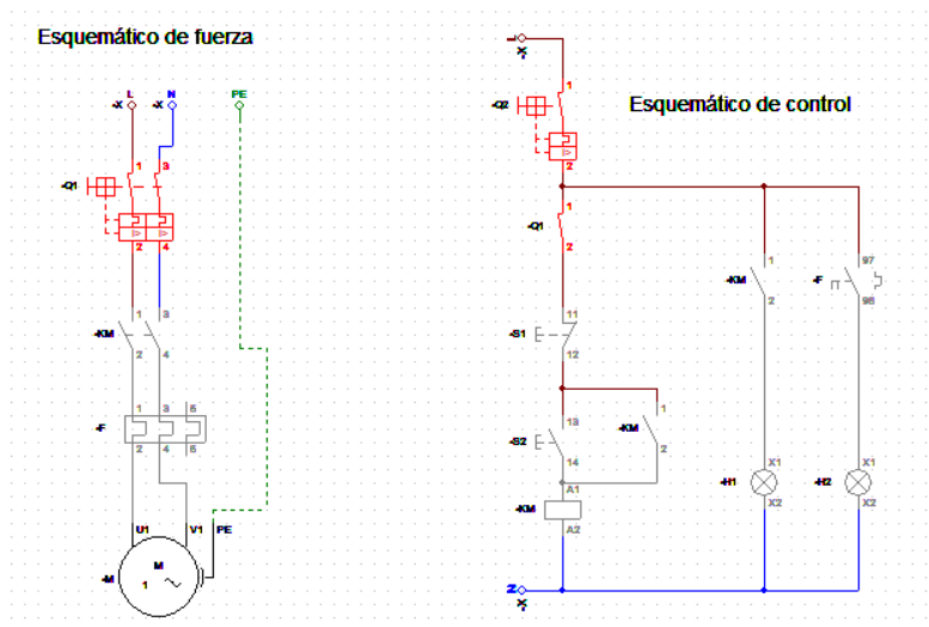 Esquemático de fuerza
Esquemático de control
L
N
PE
-X
-X
-Q1
1
3
2
4
-KM
1
3
2
4
-F
1
3
5
2
4
6
U1
V1
PE
-M
M
1
-Q2
1
2
-Q1
1
2
-S1
11
12
-S2
13
14
-KM
1
2
-KM
A1
A2
-KM
1
2
-F
97
98
-H1
X1
X2
-H2
X1
X2